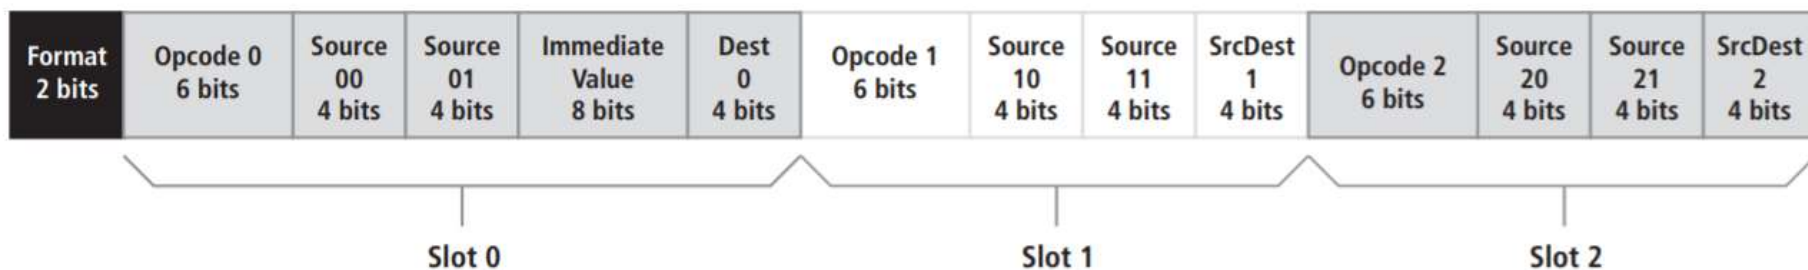 Format
2 bits
Opcode 0
6 bits
Source
00
4 bits
Source
01
4 bits
Immediate
Value
8 bits
Dest
0
4 bits
Opcode 1
6 bits
Source
10
4 bits
Source
11
4 bits
SrcDest
1
4 bits
Opcode 2
6 bits
Source
20
4 bits
Source
21
4 bits
SrcDest
2
4 bits
Slot 0
Slot 1
Slot 2